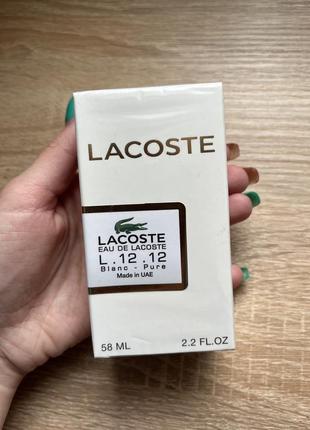 LACOSTE
LACOSTE
EAU DE LACOSTE
L.12.12
Blanc - Pure
Made in UAE
58 ML 2.2 FL.OZ